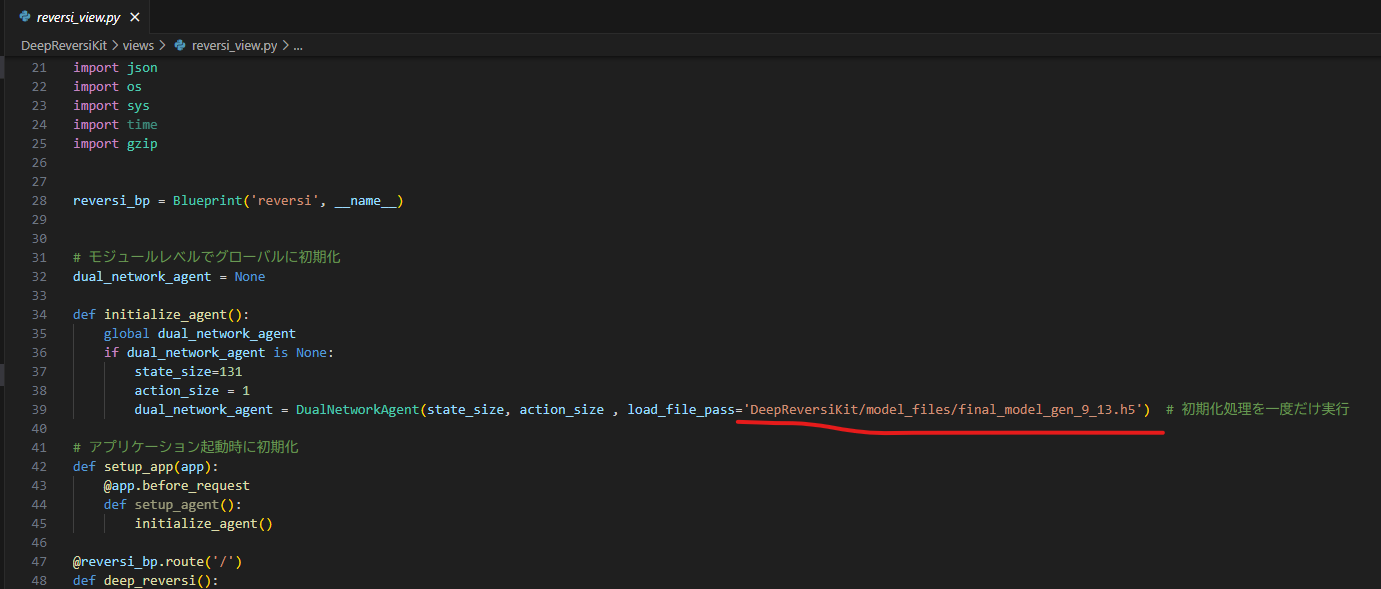 reversi_view.py
DeepReversiKit > views > reversi_view.py > ...
21 import json
22 import os
23 import sys
24 import time
25 import gzip
26
27
28 reversi_bp = Blueprint('reversi', __name__)
29
30
31 # モジュールレベルでグローバルに初期化
32 dual_network_agent = None
33
34 def initialize_agent():
35     global dual_network_agent
36     if dual_network_agent is None:
37         state_size=131
38         action_size = 1
39         dual_network_agent = DualNetworkAgent(state_size, action_size , load_file_pass='DeepReversiKit/model_files/final_model_gen_9_13.h5')  # 初期化処理を一度だけ実行
40
41 # アプリケーション起動時に初期化
42 def setup_app(app):
43     @app.before_request
44     def setup_agent():
45         initialize_agent()
46
47 @reversi_bp.route('/')
48 def deep_reversi():